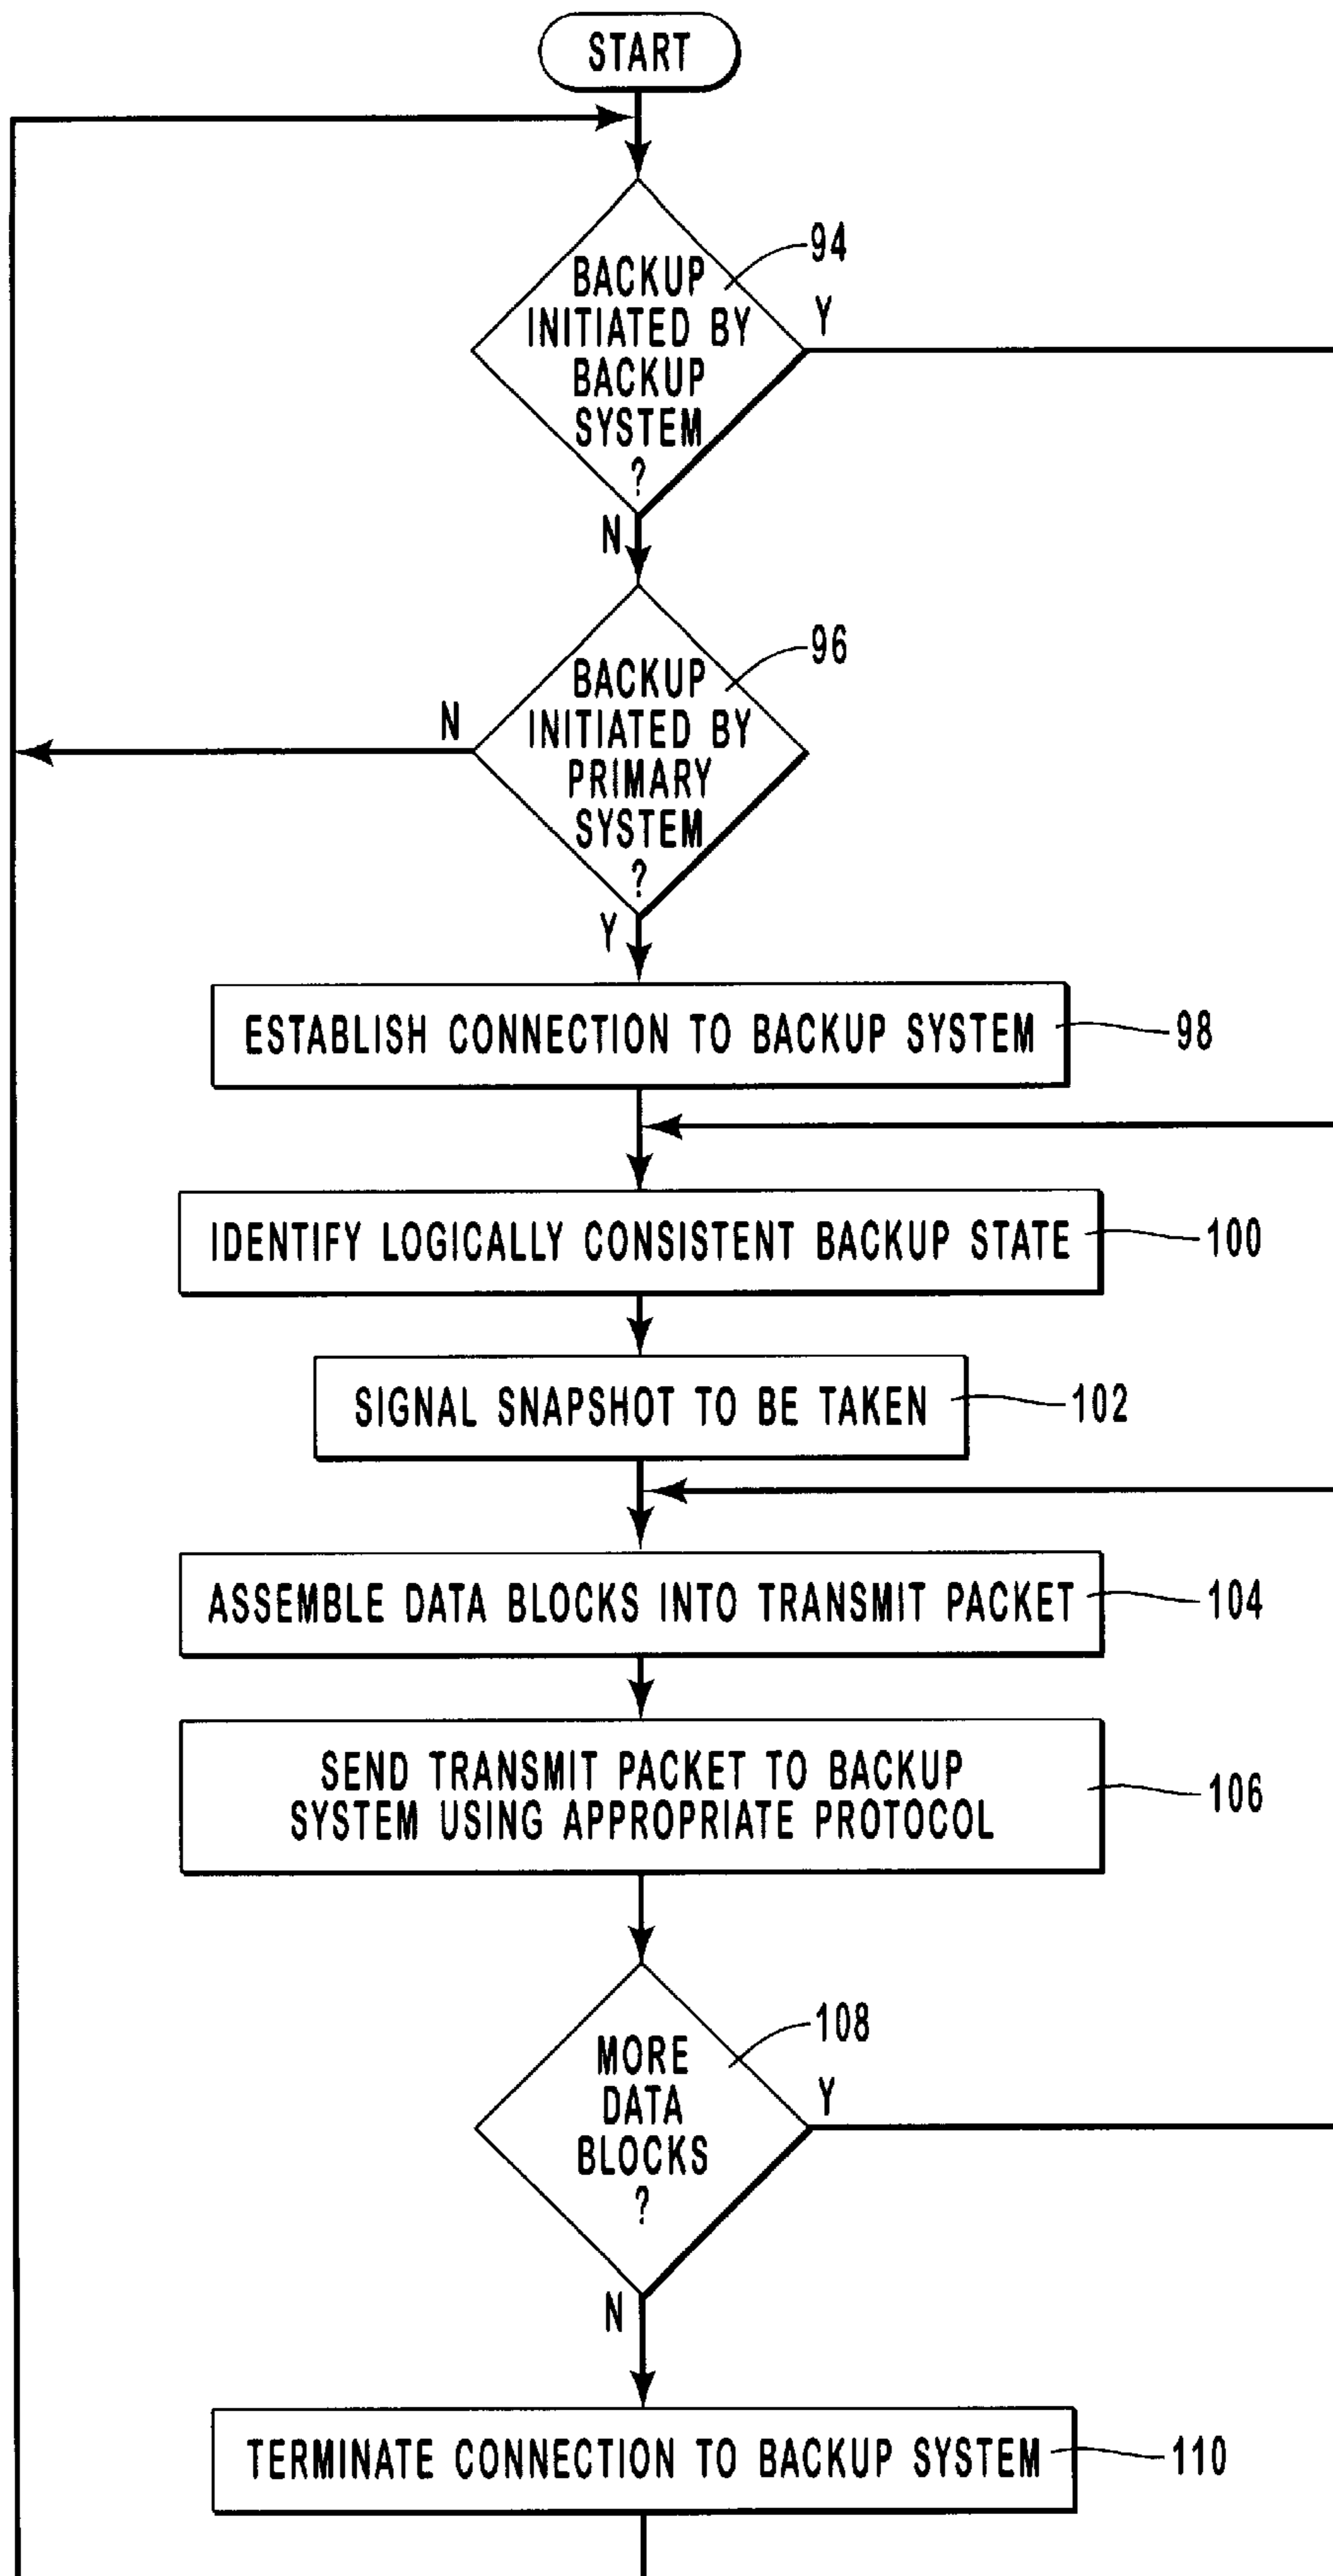 START
94
BACKUP
INITIATED BY
BACKUP
SYSTEM
?
Y
N
96
BACKUP
INITIATED BY
PRIMARY
SYSTEM
?
N
Y
ESTABLISH CONNECTION TO BACKUP SYSTEM
98
IDENTIFY LOGICALLY CONSISTENT BACKUP STATE
100
SIGNAL SNAPSHOT TO BE TAKEN
102
ASSEMBLE DATA BLOCKS INTO TRANSMIT PACKET
104
SEND TRANSMIT PACKET TO BACKUP
SYSTEM USING APPROPRIATE PROTOCOL
106
108
MORE
DATA
BLOCKS
?
Y
N
TERMINATE CONNECTION TO BACKUP SYSTEM
110